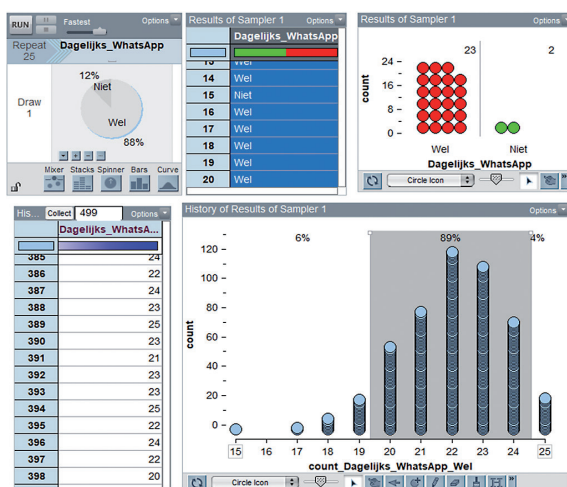 RUN
Fastest
Options
Repeat
25
Dagelijks_WhatsApp
Draw
1
12%
Niet
Wel
88%
Mixer Stacks Spinner Bars Curve
Results of Sampler 1 Options
Dagelijks_WhatsApp
13 Wel
14 Wel
15 Niet
16 Wel
17 Wel
18 Wel
19 Wel
20 Wel
Results of Sampler 1 Options
23 2
count
24
16
8
0
Wel Niet
Dagelijks_WhatsApp
Circle Icon
His... Collect 499 Options
Dagelijks_WhatsA...
385 24
386 22
387 24
388 23
389 25
390 23
391 21
392 23
393 23
394 25
395 22
396 24
397 22
398 20
History of Results of Sampler 1 Options
6% 89% 4%
count
120
100
80
60
40
20
0
15 16 17 18 19 20 21 22 23 24 25
count_Dagelijks_WhatsApp_Wel
Circle Icon